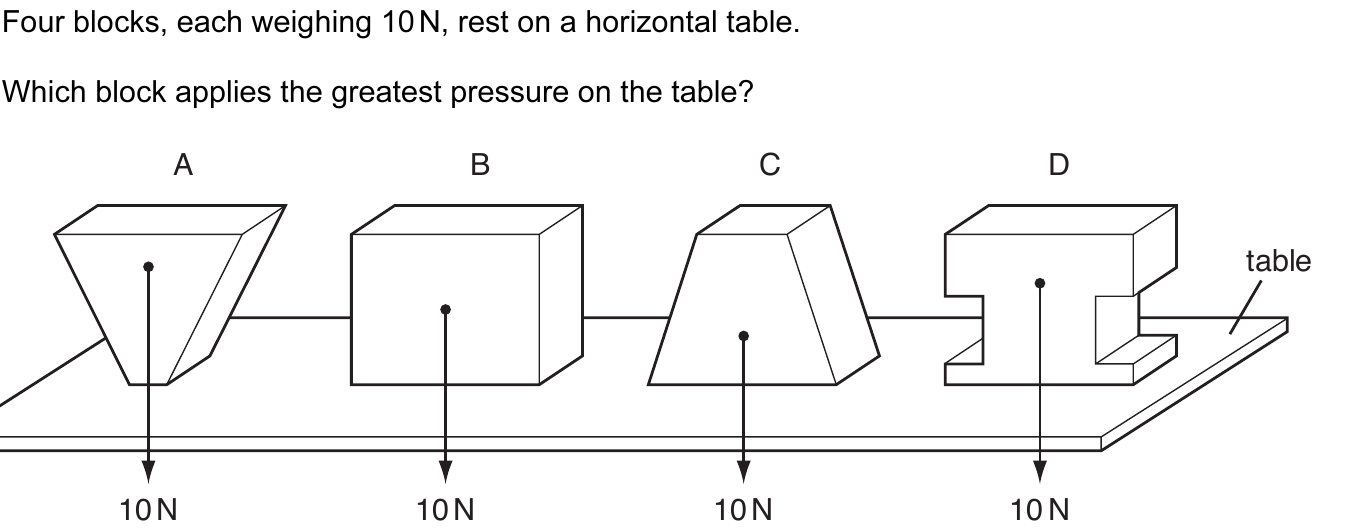 Four blocks, each weighing 10 N, rest on a horizontal table.
Which block applies the greatest pressure on the table?
A B C D
table
10 N 10 N 10 N 10 N